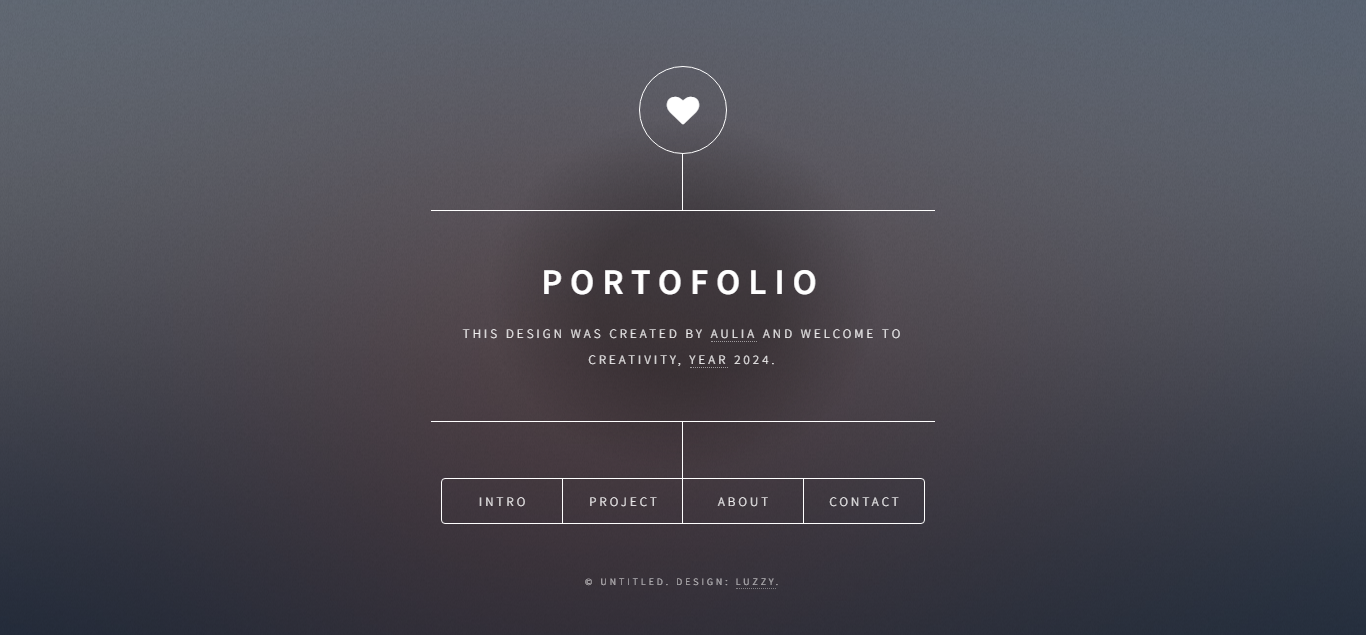 PORTOFOLIO
THIS DESIGN WAS CREATED BY AULIA AND WELCOME TO
CREATIVITY, YEAR 2024.
INTRO
PROJECT
ABOUT
CONTACT
© UNTITLED. DESIGN: LUZZY.